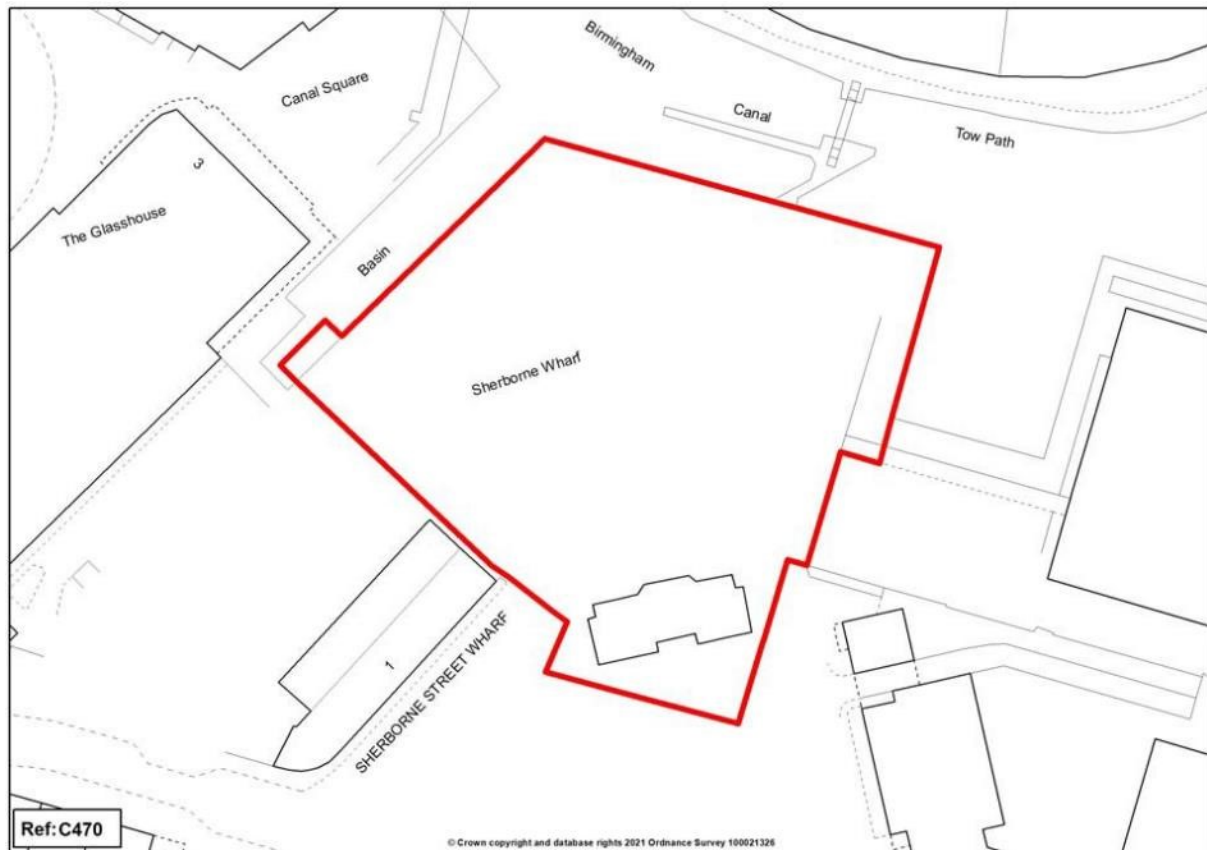 Birmingham
Canal Square
Canal
Tow Path
3
The Glasshouse
Basin
Sherborne Wharf
1
SHERBORNE STREET WHARF
Ref:C470
© Crown copyright and database rights 2021 Ordnance Survey 100021326